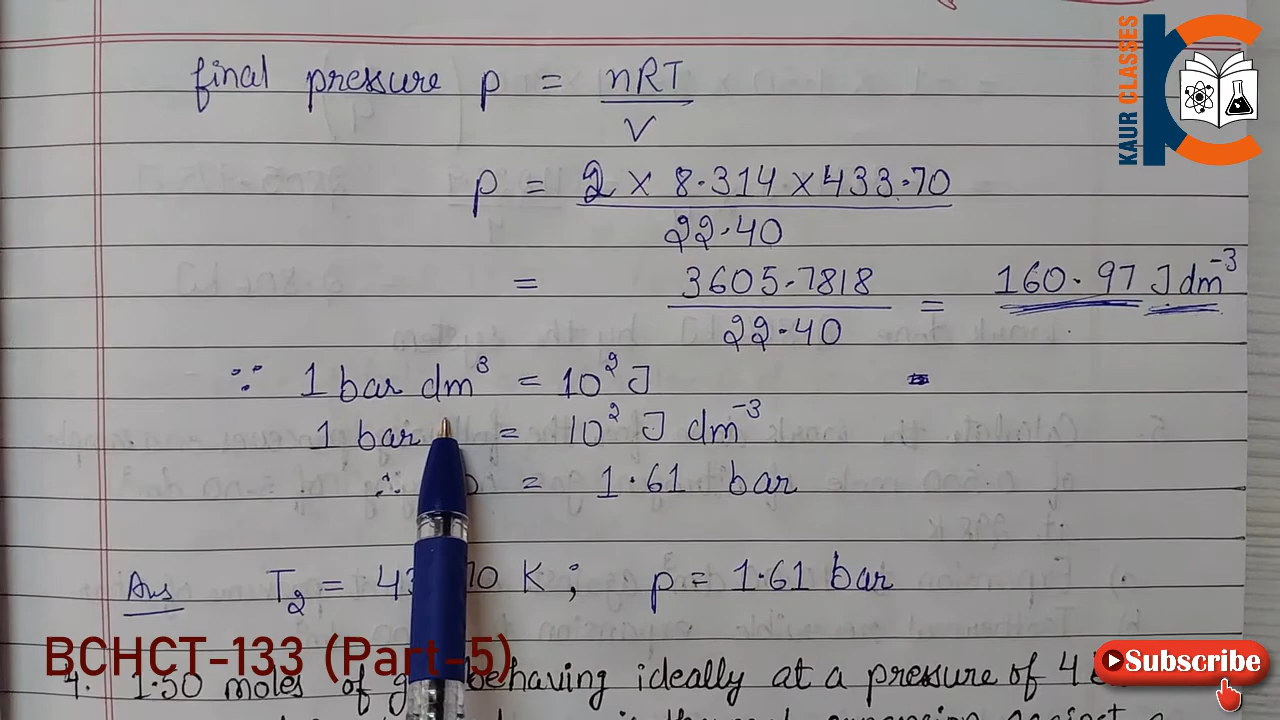 KAUR CLASSES
final pressure p = nRT / V
p = 2 × 8.314 × 433.70 / 22.40
= 3605.7818 / 22.40 = 160.97 J dm⁻³
∵ 1 bar dm³ = 10² J
1 bar = 10² J dm⁻³
∴ = 1.61 bar
Ans T₂ = 43 70 K ; p = 1.61 bar
BCHCT-133 (Part-5)
Subscribe
4. 1.50 moles of behaving ideally at a pressure of 4